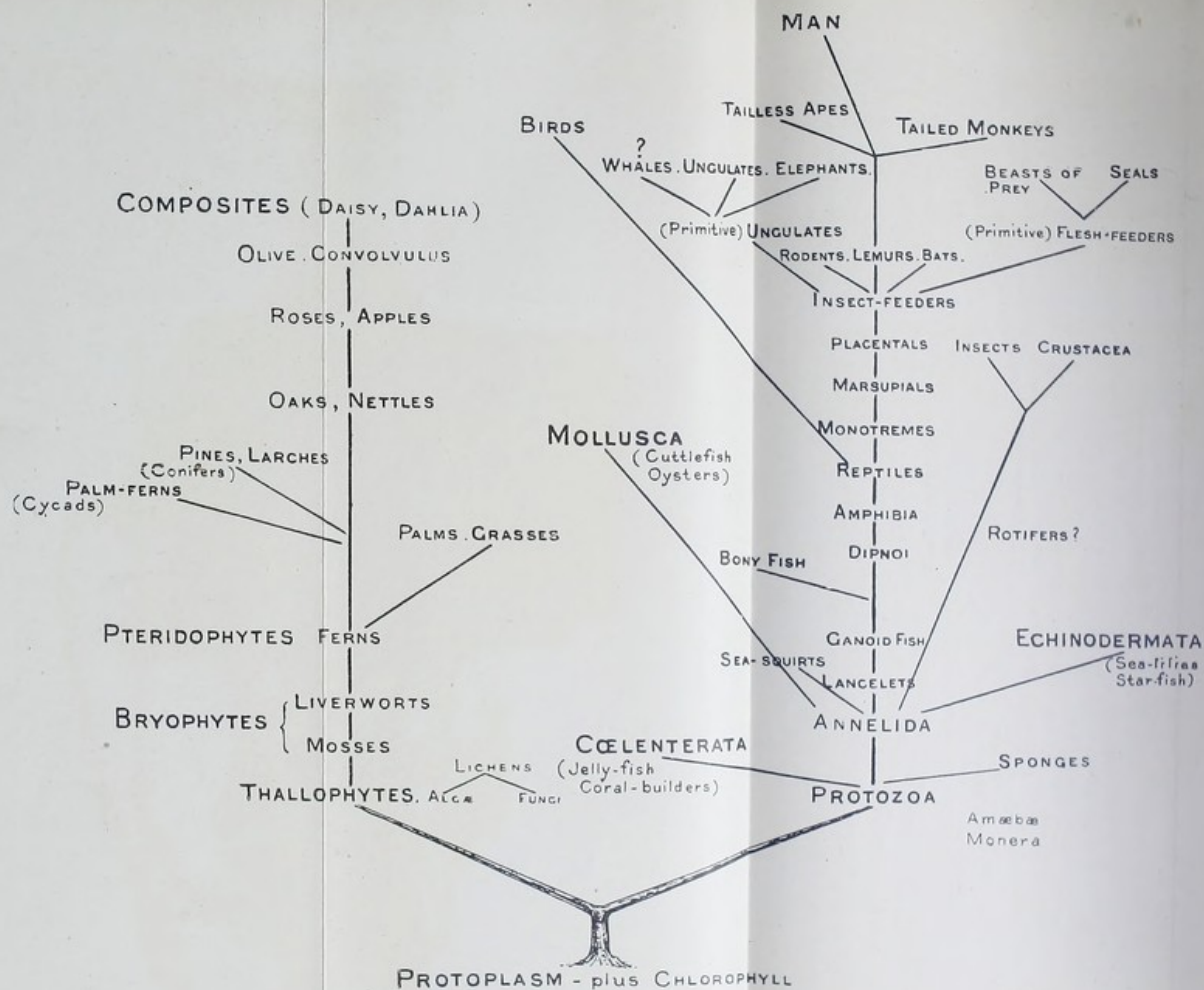 MAN
TAILLESS APES
TAILED MONKEYS
BIRDS
?
WHALES. UNGULATES. ELEPHANTS.
BEASTS OF PREY
SEALS
COMPOSITES (DAISY, DAHLIA)
(Primitive) UNGULATES
(Primitive) FLESH-FEEDERS
OLIVE. CONVOLVULUS
RODENTS. LEMURS. BATS.
INSECT-FEEDERS
ROSES, APPLES
PLACENTALS
INSECTS CRUSTACEA
MARSUPIALS
OAKS, NETTLES
MONOTREMES
MOLLUSCA
(Cuttlefish
Oysters)
PINES, LARCHES
(Conifers)
REPTILES
PALM-FERNS
(Cycads)
AMPHIBIA
PALMS. GRASSES
ROTIFERS?
DIPNOI
BONY FISH
PTERIDOPHYTES FERNS
GANOID FISH
ECHINODERMATA
(Sea-lilies
Star-fish)
SEA-SQUIRTS
LANCELETS
LIVERWORTS
BRYOPHYTES
MOSSES
ANNELIDA
CŒLENTERATA
(Jelly-fish
Coral-builders)
SPONGES
LICHENS
THALLOPHYTES. ALGÆ FUNGI
PROTOZOA
Amæbæ
Monera
PROTOPLASM - plus CHLOROPHYLL